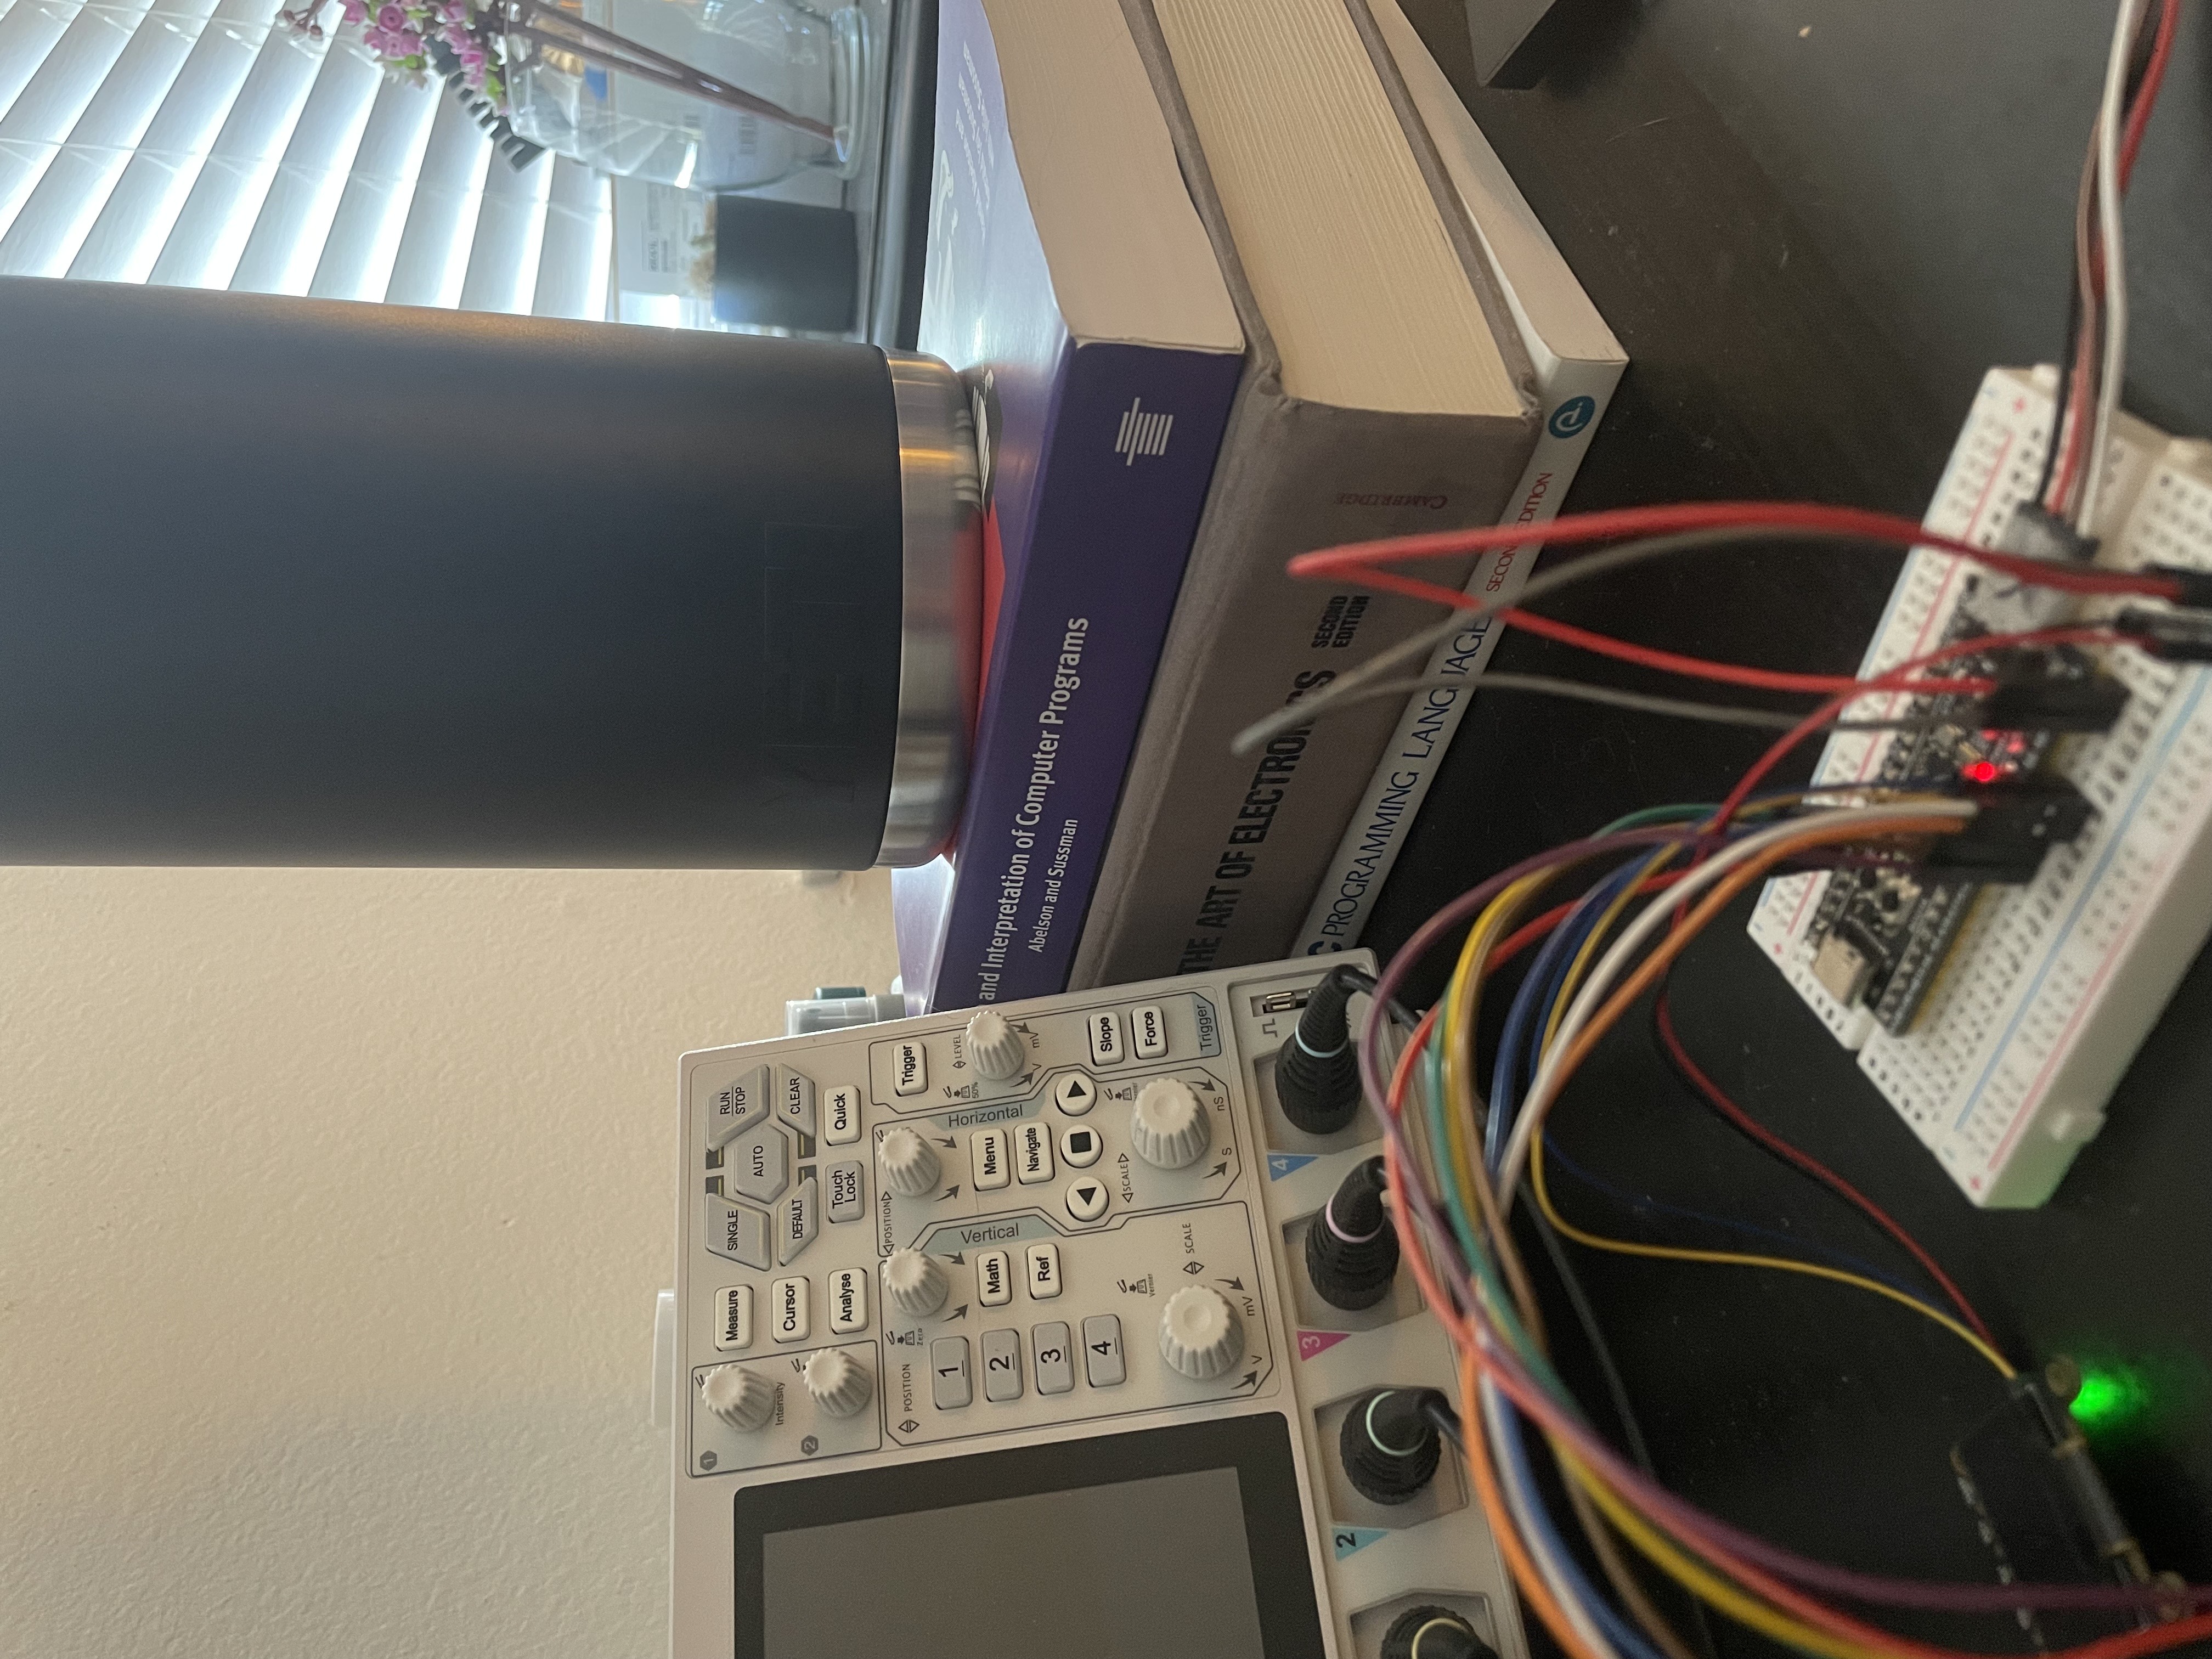 1
Intensity
2
Measure
Cursor
Analyse
SINGLE
AUTO
RUN
STOP
DEFAULT
CLEAR
Touch
Lock
Quick
POSITION
Zero
POSITION
Trigger
1
2
3
4
Math
Ref
Vertical
Menu
Navigate
Horizontal
50%
LEVEL
V
mV
Vernier
SCALE
V
mV
SCALE
S
nS
Slope
Force
Trigger
2
3
4
and Interpretation of Computer Programs
Abelson and Sussman
THE ART OF ELECTRONICS
SECOND
EDITION
CAMBRIDGE
C PROGRAMMING LANGUAGE
SECOND EDITION
P